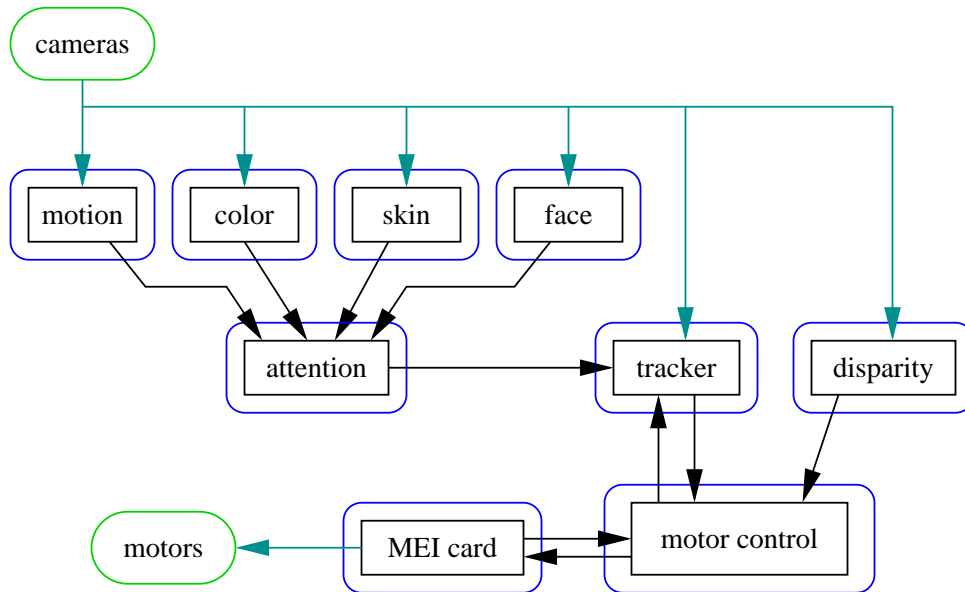 cameras
motion
color
skin
face
attention
tracker
disparity
motors
MEI card
motor control